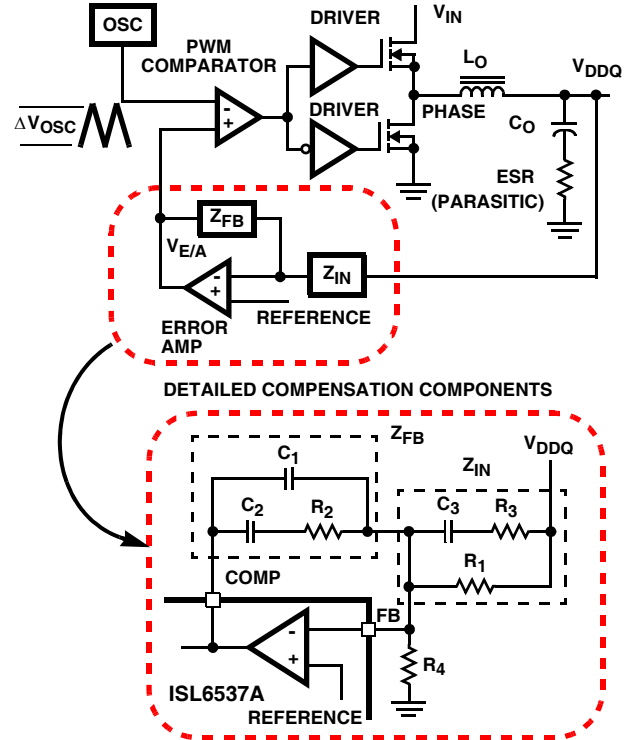 OSC
PWM
COMPARATOR
DRIVER
V_IN
DRIVER
L_O
V_DDQ
ΔV_OSC
-
+
PHASE
C_O
ESR
(PARASITIC)
Z_FB
V_E/A
-
+
Z_IN
REFERENCE
ERROR
AMP
DETAILED COMPENSATION COMPONENTS
Z_FB
C_1
C_2
R_2
V_DDQ
Z_IN
C_3
R_3
R_1
COMP
FB
-
+
R_4
ISL6537A
REFERENCE